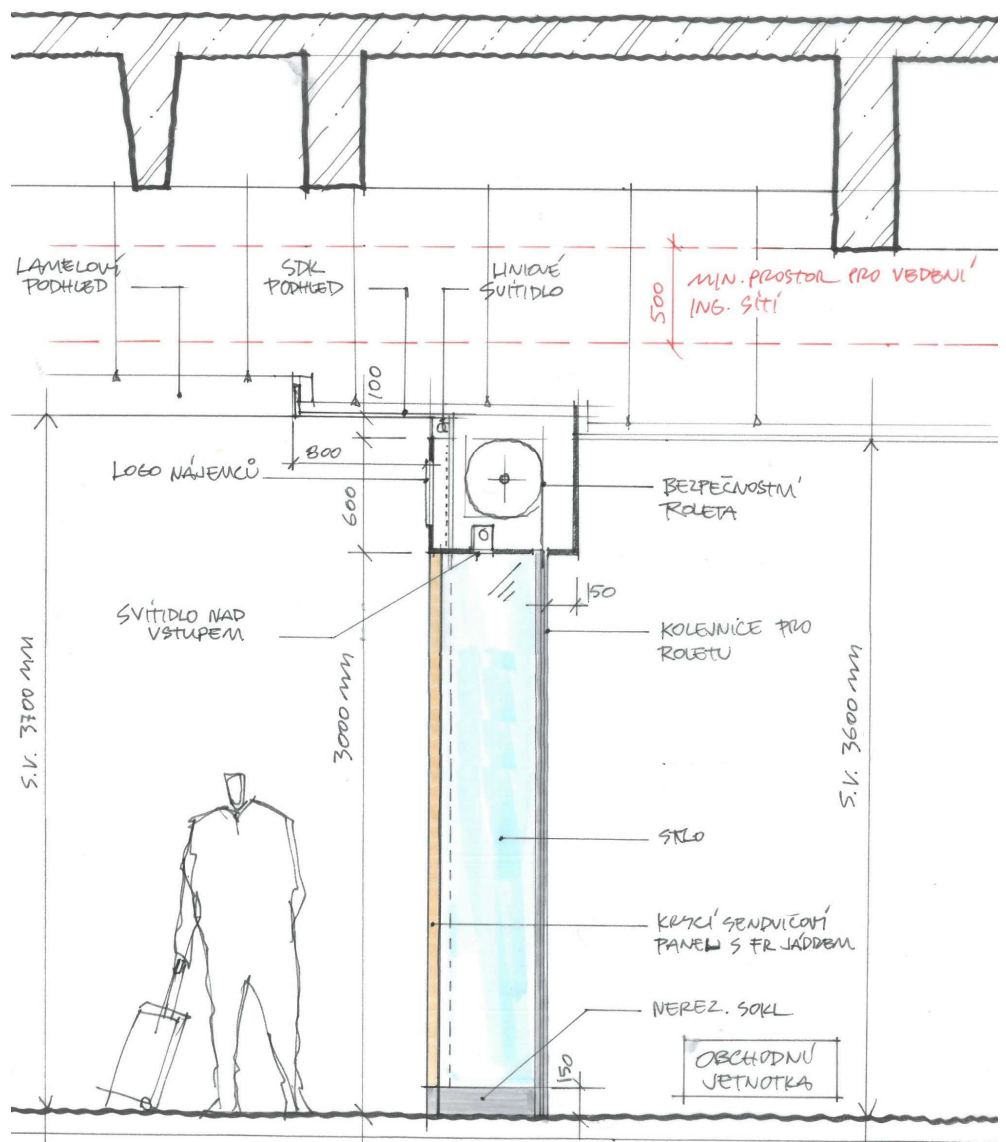 LAMELOVÝ
PODHLED
SDK
PODHLED
LINIOVÉ
SVÍTIDLO
MIN. PROSTOR PRO VEDENÍ
ING. SÍTÍ
500
100
800
LOGO NÁJEMCŮ
600
BEZPEČNOSTNÍ
ROLETA
SVÍTIDLO NAD
VSTUPEM
150
KOLEJNICE PRO
ROLETU
S.V. 3700 mm
3000 mm
S.V. 3600 mm
SKLO
KRYCÍ SENDVIČOVÝ
PANEL S FR JÁDREM
NEREZ. SOKL
150
OBCHODNÍ
JETNOTKA